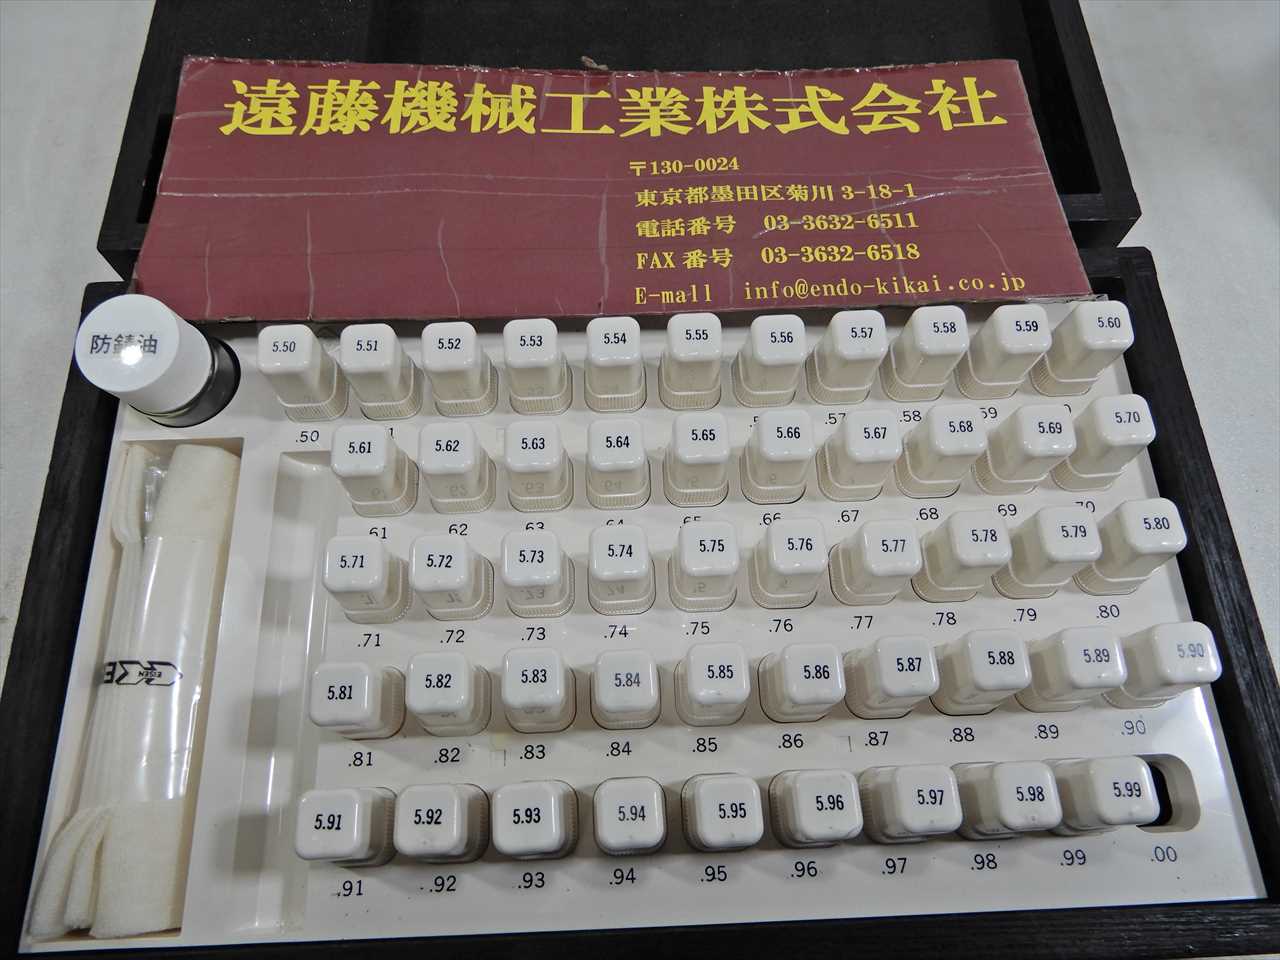 遠藤機械工業株式会社
〒130-0024
東京都墨田区菊川 3-18-1
電話番号 03-3632-6511
FAX 番号 03-3632-6518
E-mall info@endo-kikai.co.jp
防錆油
5.50 5.51 5.52 5.53 5.54 5.55 5.56 5.57 5.58 5.59 5.60
.50 .57 .58 59
5.61 5.62 5.63 5.64 5.65 5.66 5.67 5.68 5.69 5.70
.61 .62 .63 .64 .65 .66 .67 .68 .69 .70
5.71 5.72 5.73 5.74 5.75 5.76 5.77 5.78 5.79 5.80
.71 .72 .73 .74 .75 .76 .77 .78 .79 .80
EISEN
5.81 5.82 5.83 5.84 5.85 5.86 5.87 5.88 5.89 5.90
.81 .82 .83 .84 .85 .86 .87 .88 .89 .90
5.91 5.92 5.93 5.94 5.95 5.96 5.97 5.98 5.99
.91 .92 .93 .94 .95 .96 .97 .98 .99 .00